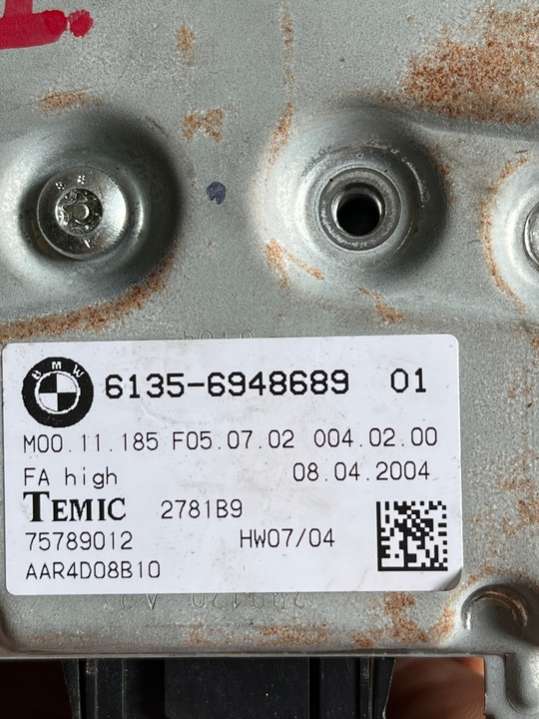 BMW
6135-6948689 01
M00.11.185 F05.07.02 004.02.00
FA high 08.04.2004
TEMIC 2781B9
75789012 HW07/04
AAR4D08B10